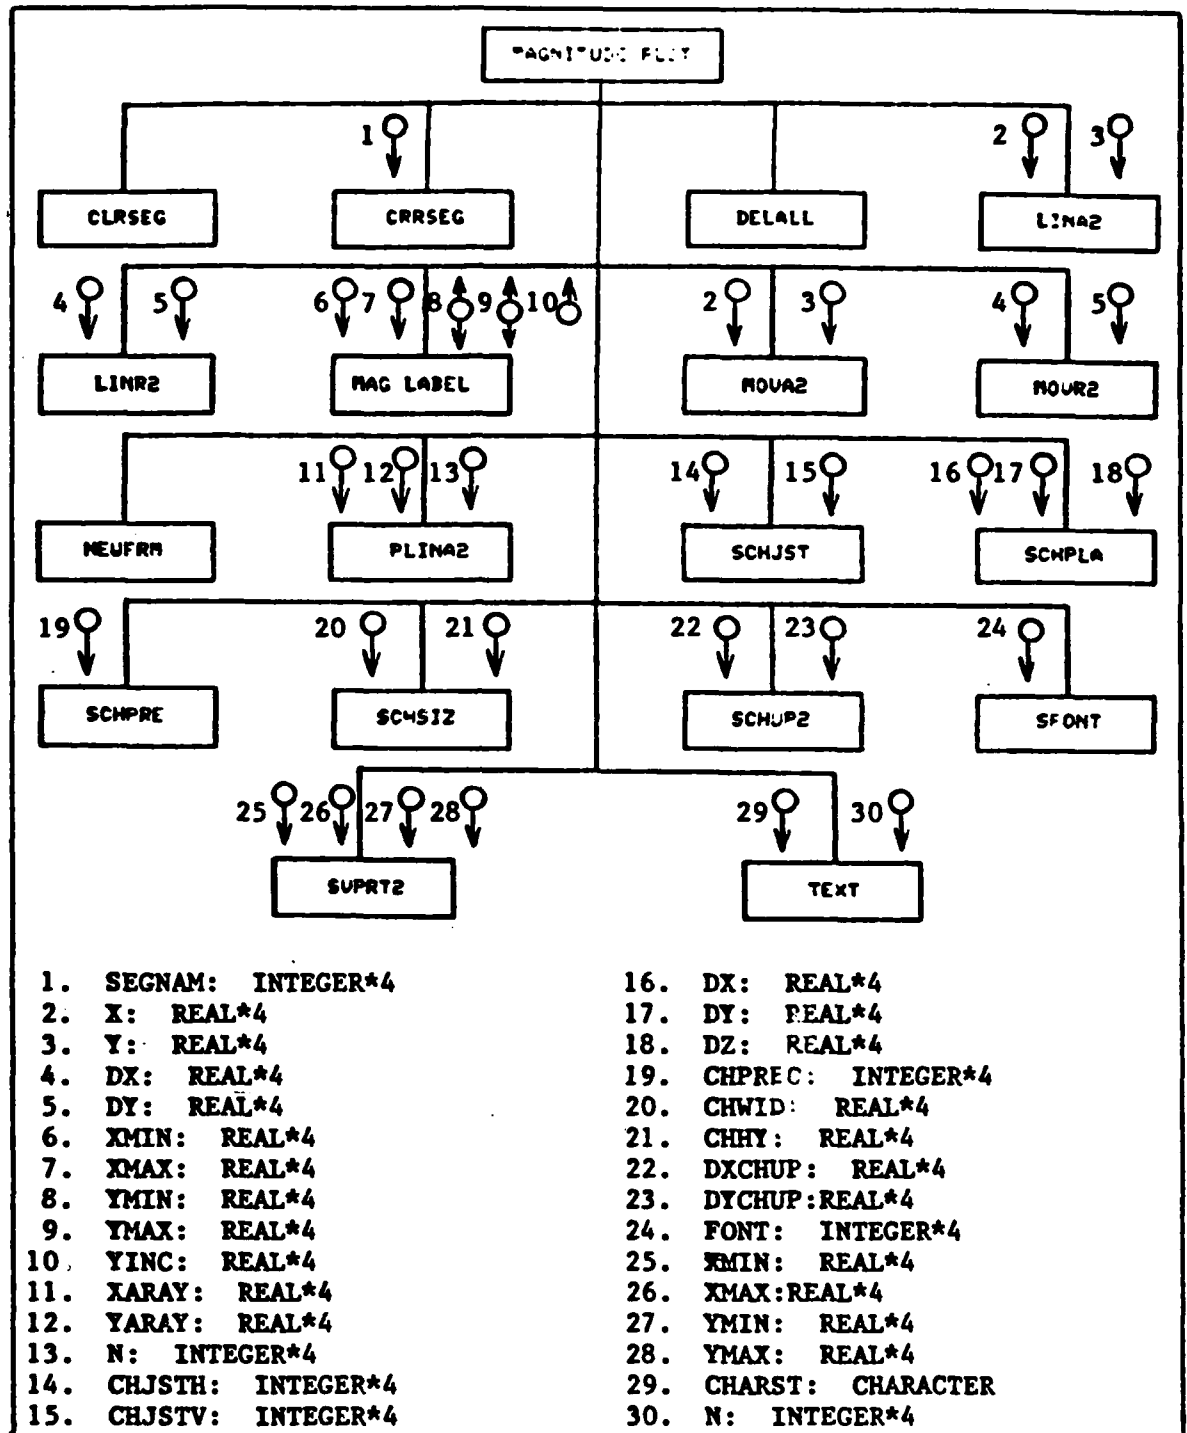 MAGNITUDE PLOT
1 2 3
CLRSEG CRRSEG DELALL LINA2
4 5 6 7 8 9 10 2 3 4 5
LINR2 MAG LABEL MOVA2 MOVR2
11 12 13 14 15 16 17 18
NEWFRM PLINA2 SCHJST SCHPLA
19 20 21 22 23 24
SCHPRE SCHSIZ SCHUP2 SFONT
25 26 27 28 29 30
SVPRT2 TEXT
1. SEGNAM: INTEGER*4
2. X: REAL*4
3. Y: REAL*4
4. DX: REAL*4
5. DY: REAL*4
6. XMIN: REAL*4
7. XMAX: REAL*4
8. YMIN: REAL*4
9. YMAX: REAL*4
10. YINC: REAL*4
11. XARAY: REAL*4
12. YARAY: REAL*4
13. N: INTEGER*4
14. CHJSTH: INTEGER*4
15. CHJSTV: INTEGER*4
16. DX: REAL*4
17. DY: REAL*4
18. DZ: REAL*4
19. CHPREC: INTEGER*4
20. CHWID: REAL*4
21. CHHY: REAL*4
22. DXCHUP: REAL*4
23. DYCHUP:REAL*4
24. FONT: INTEGER*4
25. XMIN: REAL*4
26. XMAX:REAL*4
27. YMIN: REAL*4
28. YMAX: REAL*4
29. CHARST: CHARACTER
30. N: INTEGER*4